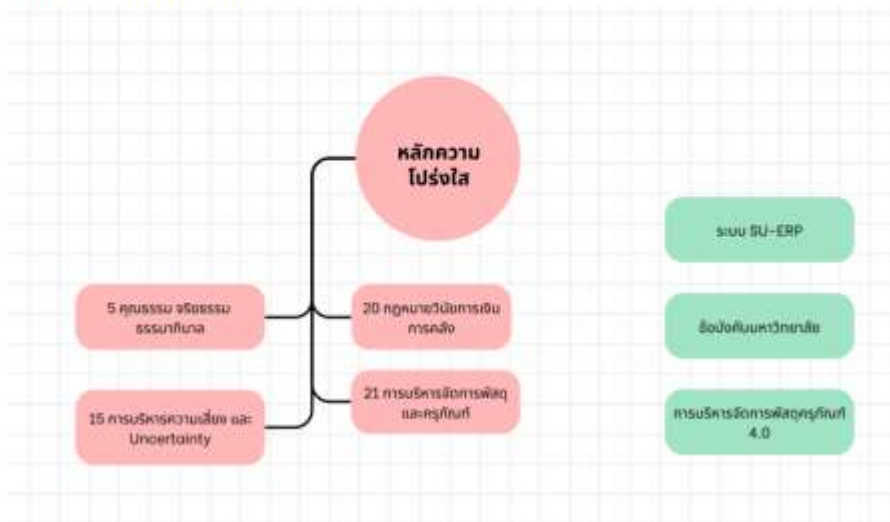 หลักความ
โปร่งใส
ระบบ SU-ERP
5 คุณธรรม จริยธรรม
ธรรมาภิบาล
20 กฎหมายวินัยการเงิน
การคลัง
ข้อบังคับมหาวิทยาลัย
15 การบริหารความเสี่ยง และ
Uncertainty
21 การบริหารจัดการพัสดุ
และครุภัณฑ์
การบริหารจัดการพัสดุครุภัณฑ์
4.0